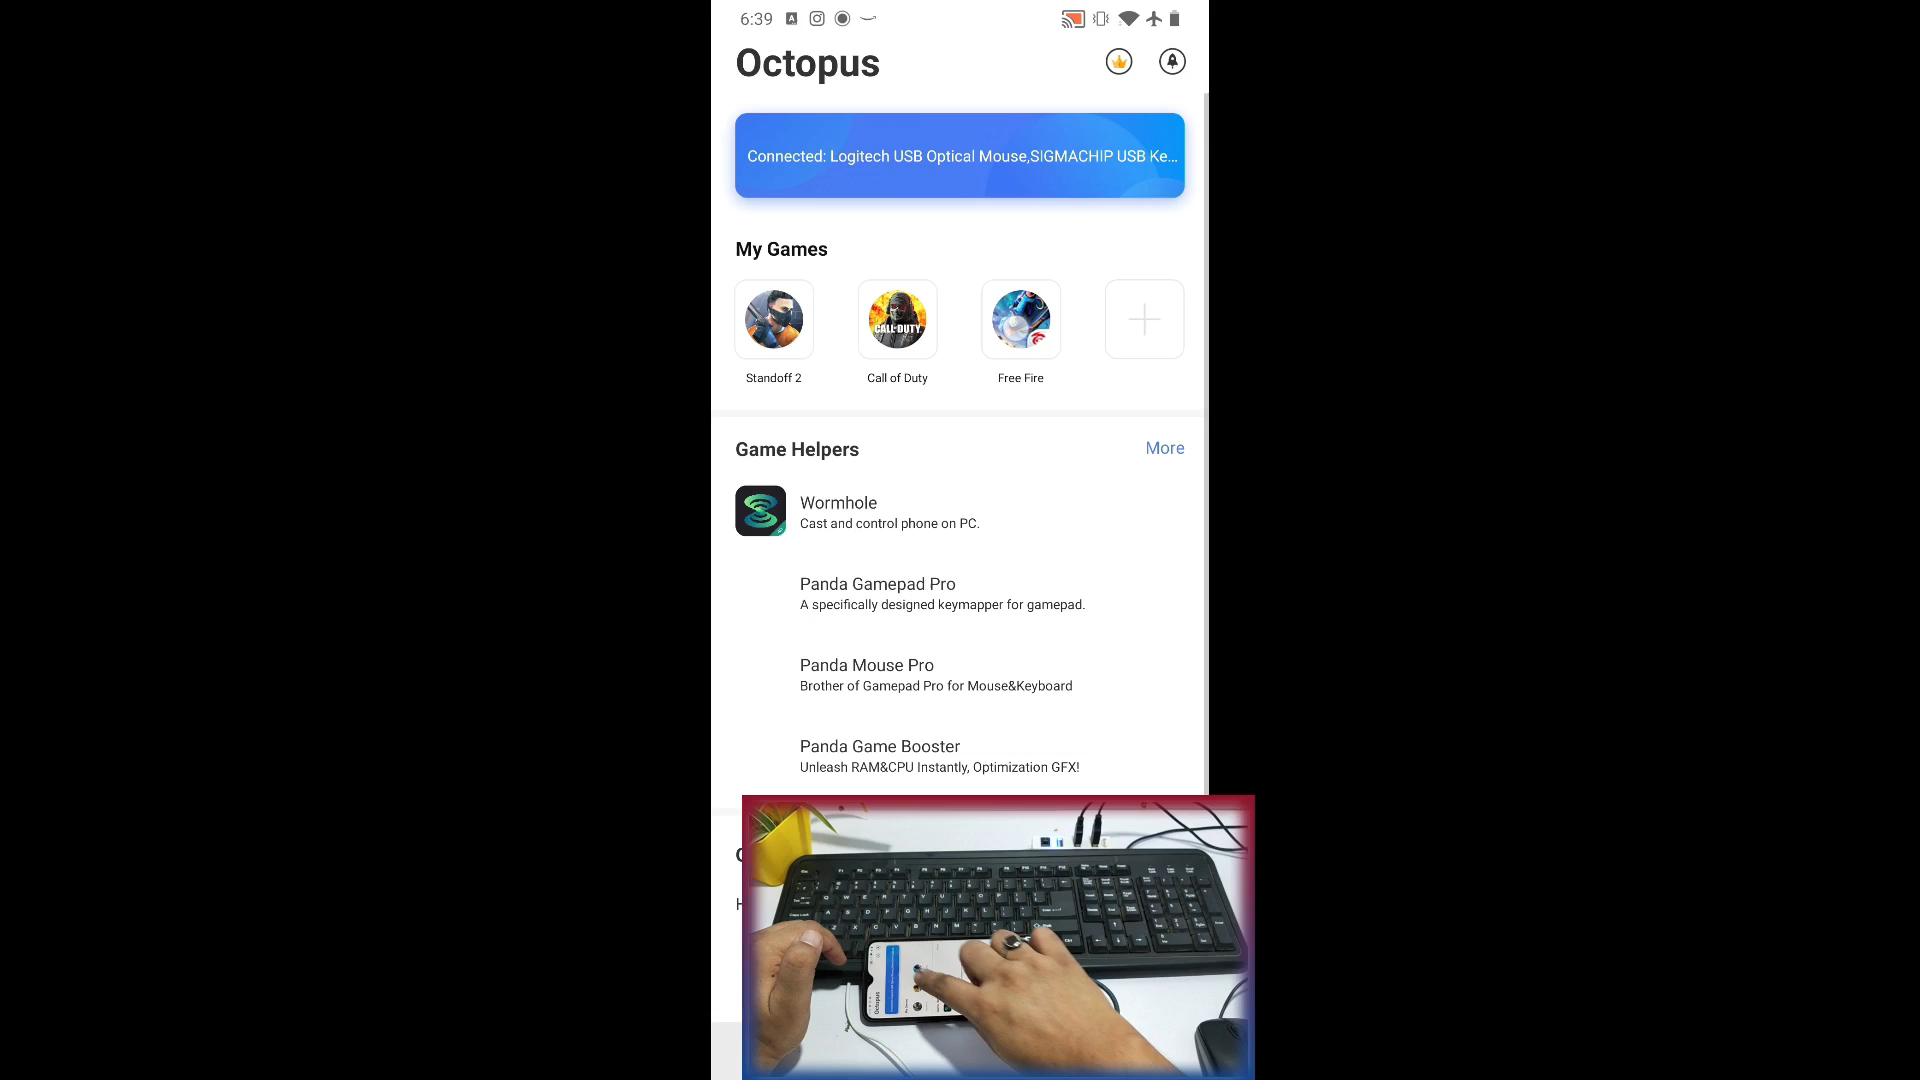 6:39
Octopus
Connected: Logitech USB Optical Mouse,SIGMACHIP USB Ke...
My Games
CALL·DUTY.
Standoff 2
Call of Duty
Free Fire
Game Helpers
More
Wormhole
Cast and control phone on PC.
Panda Gamepad Pro
A specifically designed keymapper for gamepad.
Panda Mouse Pro
Brother of Gamepad Pro for Mouse&Keyboard
Panda Game Booster
Unleash RAM&CPU Instantly, Optimization GFX!
Octopus